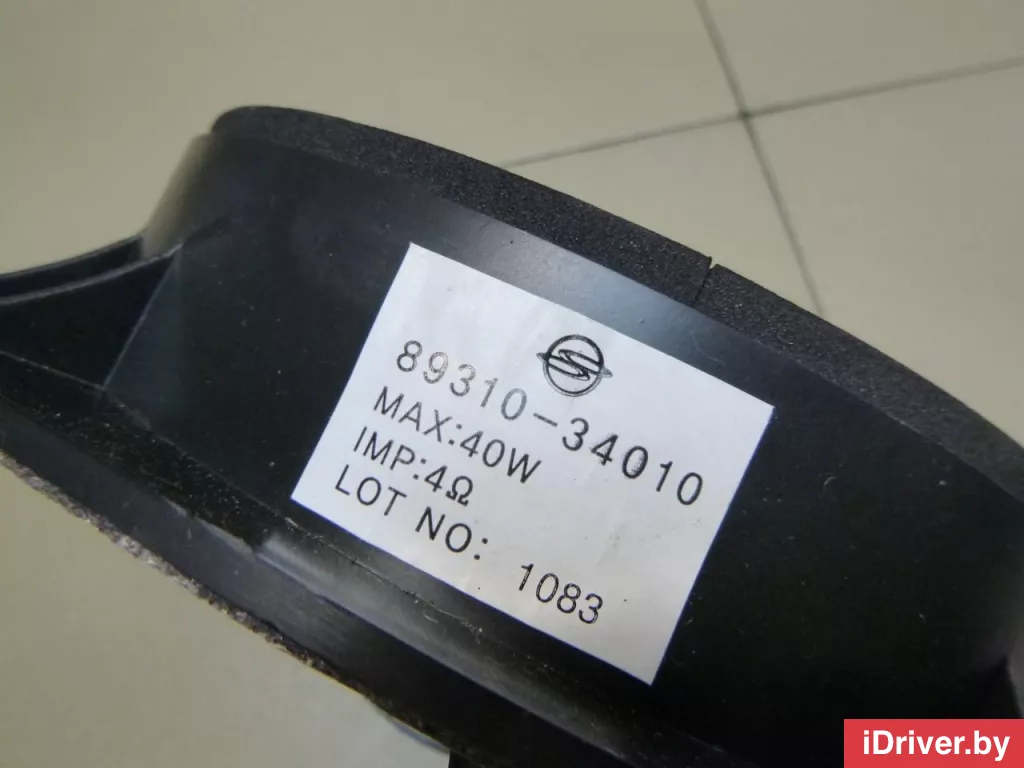 89310-34010
MAX:40W
IMP:4Ω
LOT NO: 1083
iDriver.by